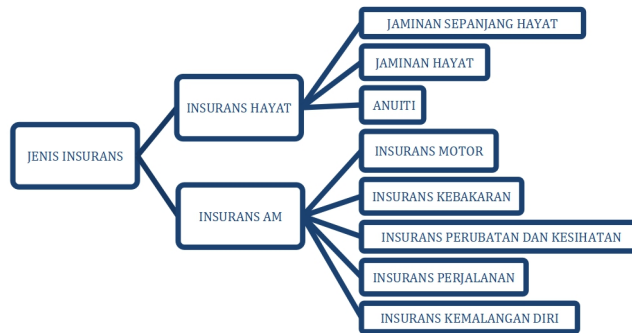 JENIS INSURANS
INSURANS HAYAT
JAMINAN SEPANJANG HAYAT
JAMINAN HAYAT
ANUITI
INSURANS AM
INSURANS MOTOR
INSURANS KEBAKARAN
INSURANS PERUBATAN DAN KESIHATAN
INSURANS PERJALANAN
INSURANS KEMALANGAN DIRI